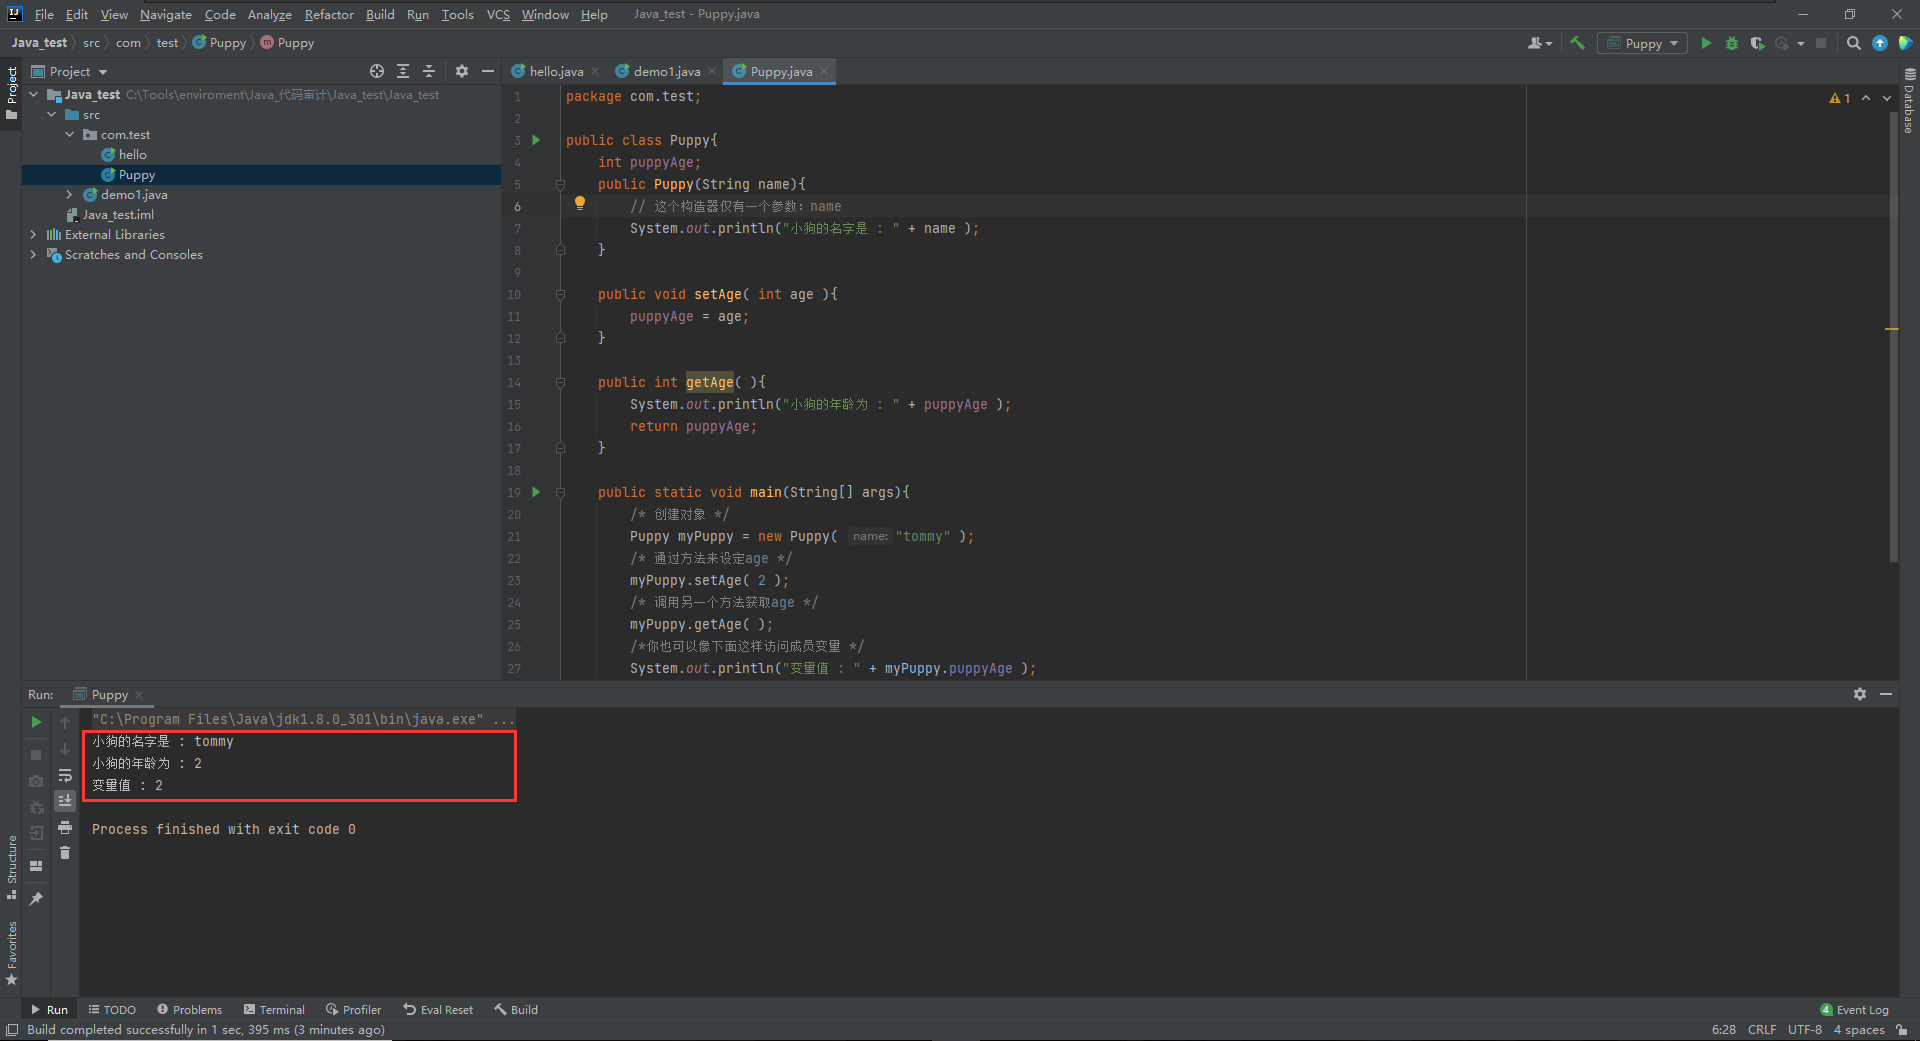 File Edit View Navigate Code Analyze Refactor Build Run Tools VCS Window Help Java_test - Puppy.java
Java_test src com test Puppy Puppy
Puppy
Project
Project
hello.java demo1.java Puppy.java
Java_test C:\Tools\enviroment\Java_代码审计\Java_test\Java_test
src
com.test
hello
Puppy
demo1.java
Java_test.iml
External Libraries
Scratches and Consoles
1 package com.test;
2
3 public class Puppy{
4 int puppyAge;
5 public Puppy(String name){
6 // 这个构造器仅有一个参数：name
7 System.out.println("小狗的名字是 : " + name );
8 }
9
10 public void setAge( int age ){
11 puppyAge = age;
12 }
13
14 public int getAge( ){
15 System.out.println("小狗的年龄为 : " + puppyAge );
16 return puppyAge;
17 }
18
19 public static void main(String[] args){
20 /* 创建对象 */
21 Puppy myPuppy = new Puppy( name: "tommy" );
22 /* 通过方法来设定age */
23 myPuppy.setAge( 2 );
24 /* 调用另一个方法获取age */
25 myPuppy.getAge( );
26 /*你也可以像下面这样访问成员变量 */
27 System.out.println("变量值 : " + myPuppy.puppyAge );
1
Database
Run: Puppy
"C:\Program Files\Java\jdk1.8.0_301\bin\java.exe" ...
小狗的名字是 : tommy
小狗的年龄为 : 2
变量值 : 2
Process finished with exit code 0
Structure
Favorites
Run TODO Problems Terminal Profiler Eval Reset Build 4 Event Log
Build completed successfully in 1 sec, 395 ms (3 minutes ago) 6:28 CRLF UTF-8 4 spaces